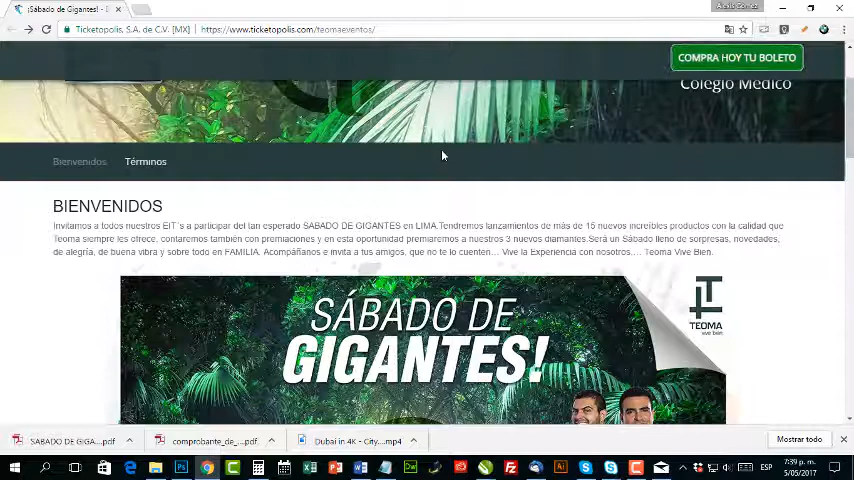 ¡Sábado de Gigantes! - E
Alexis Gómez
Ticketopolis, S.A. de C.V. [MX]
https://www.ticketopolis.com/teomaeventos/
COMPRA HOY TU BOLETO
Colegio Médico
Bienvenidos
Términos
BIENVENIDOS
Invitamos a todos nuestros EIT´s a participar del tan esperado SABADO DE GIGANTES en LIMA.Tendremos lanzamientos de más de 15 nuevos increíbles productos con la calidad que
Teoma siempre les ofrece, contaremos también con premiaciones y en esta oportunidad premiaremos a nuestros 3 nuevos diamantes.Será un Sábado lleno de sorpresas, novedades,
de alegría, de buena vibra y sobre todo en FAMILIA. Acompáñanos e invita a tus amigos, que no te lo cuenten... Vive la Experiencia con nosotros.... Teoma Vive Bien.
SÁBADO DE
GIGANTES!
TEOMA
vive bien
SABADO DE GIGA....pdf
comprobante_de_....pdf
Dubai in 4K - City....mp4
Mostrar todo
ESP
7:39 p. m.
5/05/2017